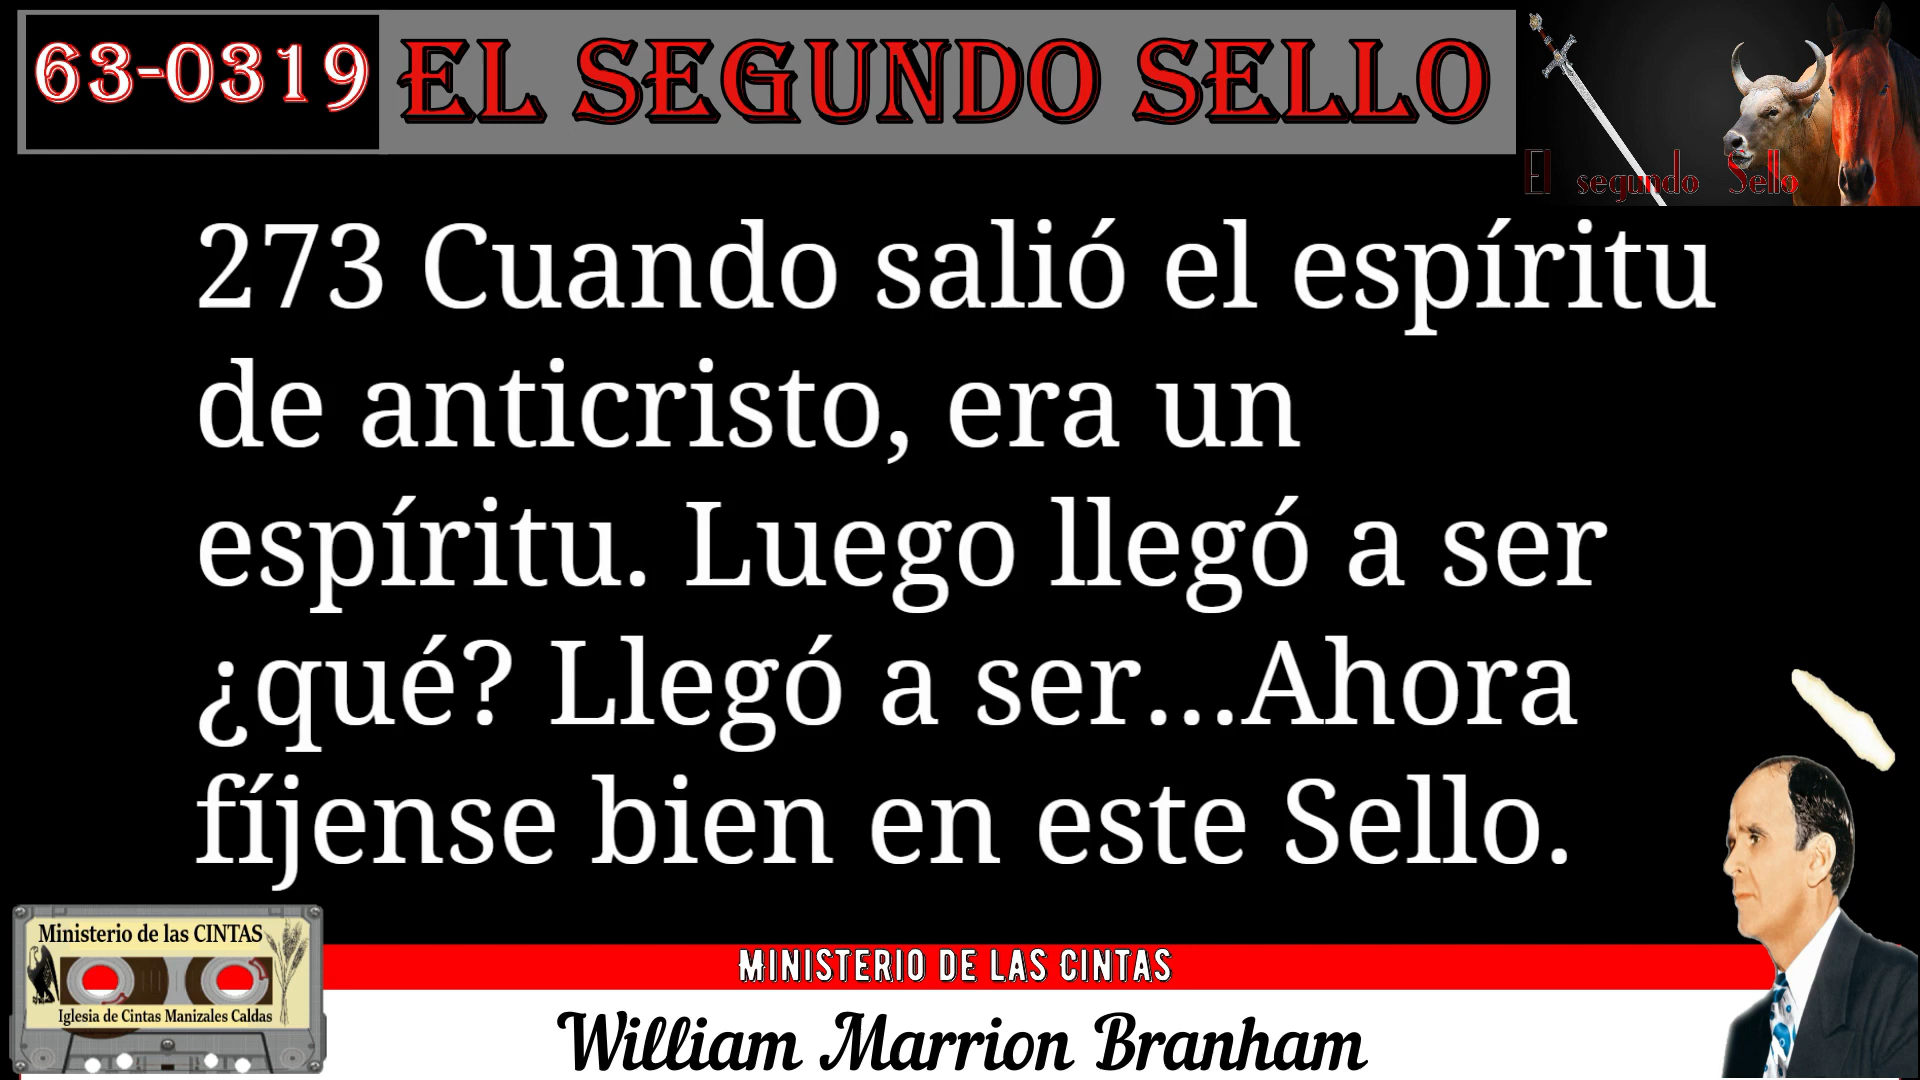 63-0319
EL SEGUNDO SELLO
El segundo Sello
273 Cuando salió el espíritu
de anticristo, era un
espíritu. Luego llegó a ser
¿qué? Llegó a ser...Ahora
fíjense bien en este Sello.
Ministerio de las CINTAS
Iglesia de Cintas Manizales Caldas
MINISTERIO DE LAS CINTAS
William Marrion Branham